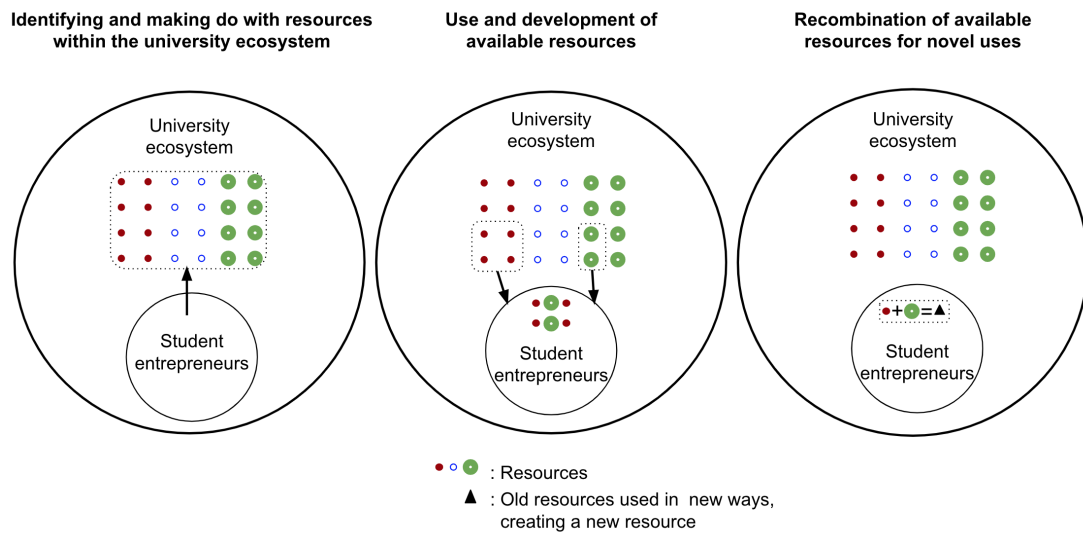 Identifying and making do with resources
within the university ecosystem
Use and development of
available resources
Recombination of available
resources for novel uses
University
ecosystem
Student
entrepreneurs
University
ecosystem
Student
entrepreneurs
University
ecosystem
+ =
Student
entrepreneurs
: Resources
: Old resources used in new ways,
creating a new resource